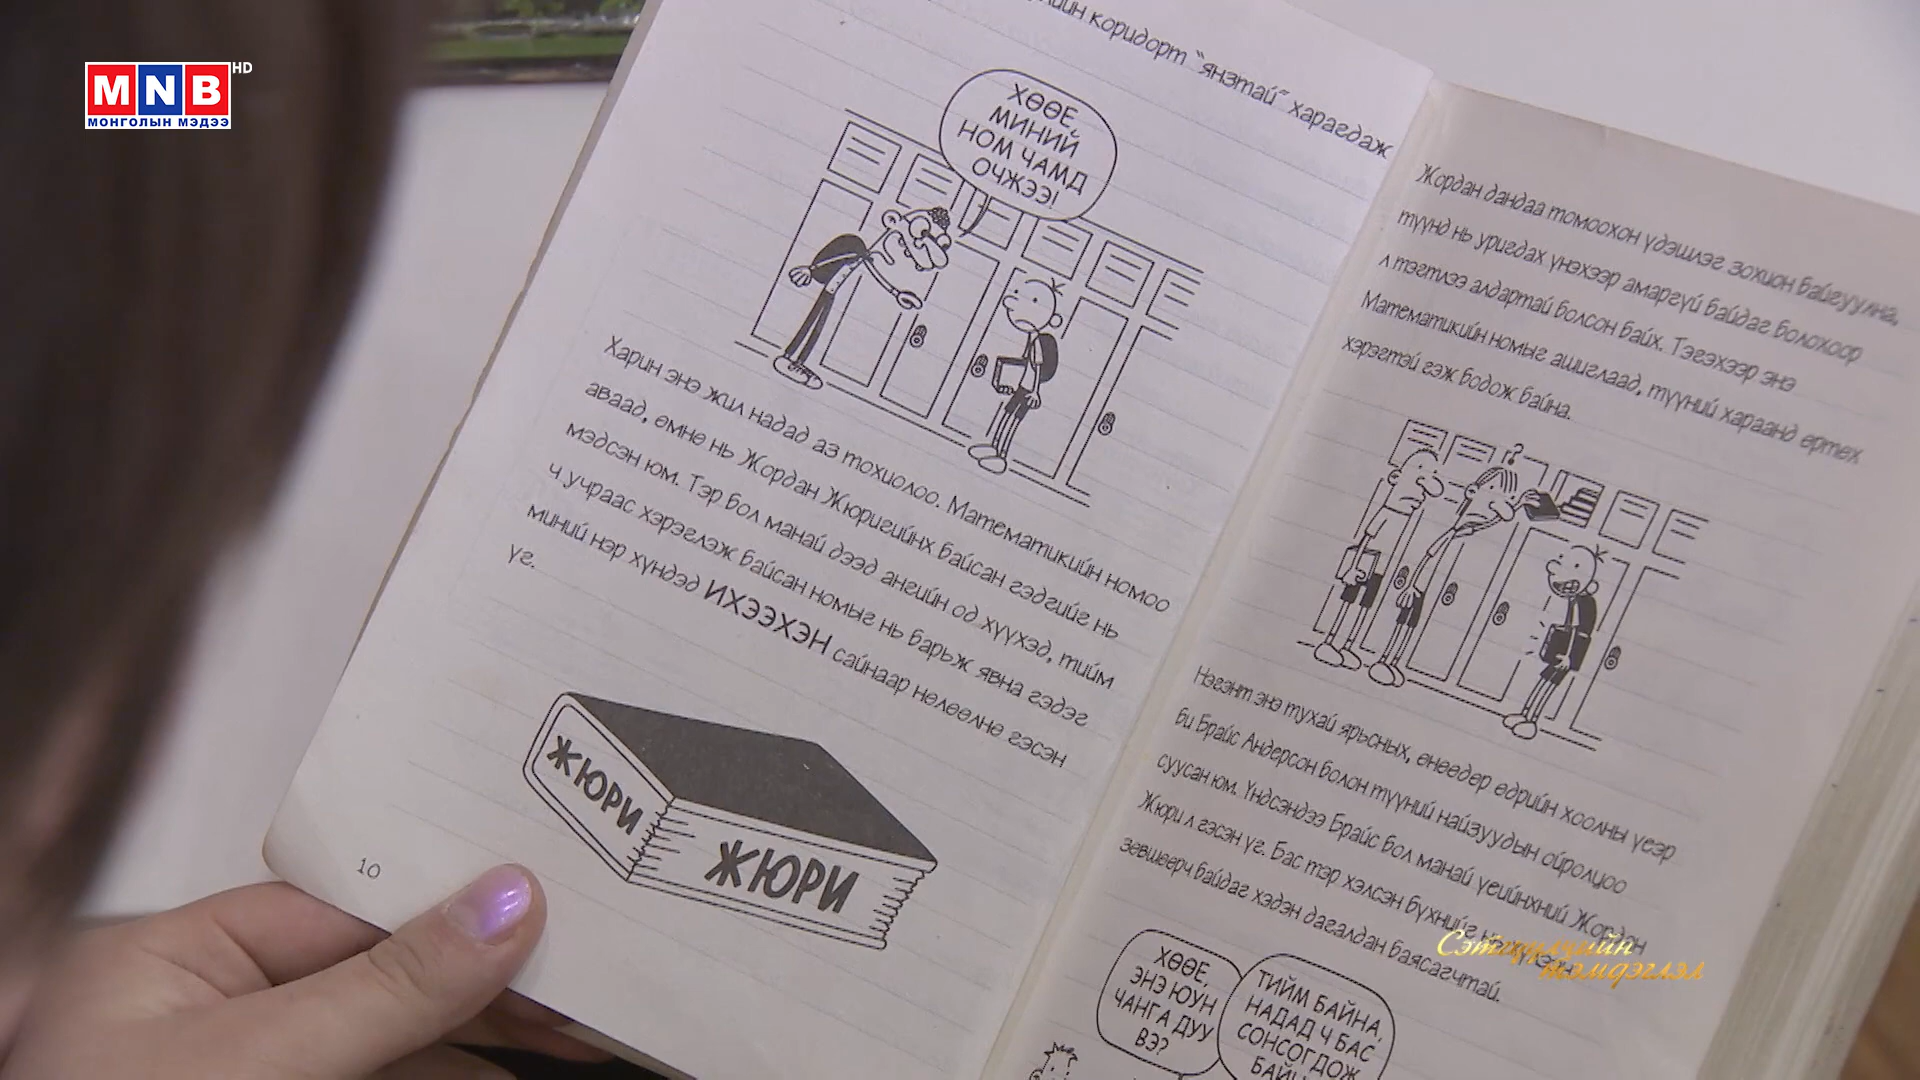 MNB HD
МОНГОЛЫН МЭДЭЭ
коридорт "янзтай" харагдаж
ХӨӨЕ,
МИНИЙ
НОМ ЧАМД
ОЧЖЭЭ!
Харин энэ жил надад аз тохиолоо. Математикийн номоо
аваад, өмнө нь Жордан Жюригийнх байсан гэдгийг нь
мэдсэн юм. Тэр бол манай дээд ангийн од хүүхэд, тийм
ч учраас хэрэглэж байсан номыг нь барьж явна гэдэг
миний нэр хүндэд ИХЭЭХЭН сайнаар нөлөөлнө гэсэн
үг.
ЖЮРИ
ЖЮРИ
10
Жордан дандаа томоохон үдэшлэг зохион байгуулна,
түүнд нь уригдах үнэхээр амаргүй байдаг болохоор
л тэгтлээ алдартай болсон байх. Тэгэхээр энэ
Математикийн номыг ашиглаад, түүний хараанд өртөх
хэрэгтэй гэж бодож байна.
?
Нэгэнт энэ тухай ярьсных, өнөөдөр өдрийн хоолны үеэр
би Брайс Андерсон болон түүний найзуудын ойролцоо
суусан юм. Үндсэндээ Брайс бол манай үеийнхний Жордан
Жюри л гэсэн үг. Бас тэр хэлсэн бүхнийг нь
зөвшөөрч байдаг хэдэн дагалдан баясагчтай.
ХӨӨЕ,
ЭНЭ ЮУН
ЧАНГА ДУУ
ВЭ?
ТИЙМ БАЙНА,
НАДАД Ч БАС
СОНСОГДОЖ
Сэтгүүлчийн
тэмдэглэл